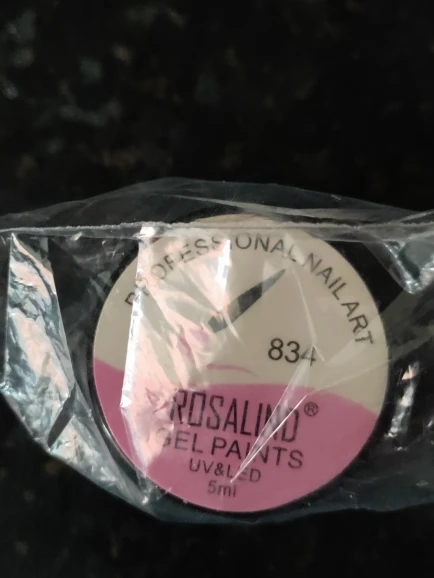 PROFESSIONAL NAIL ART
834
ROSALIND®
GEL PAINTS
UV&LED
5ml